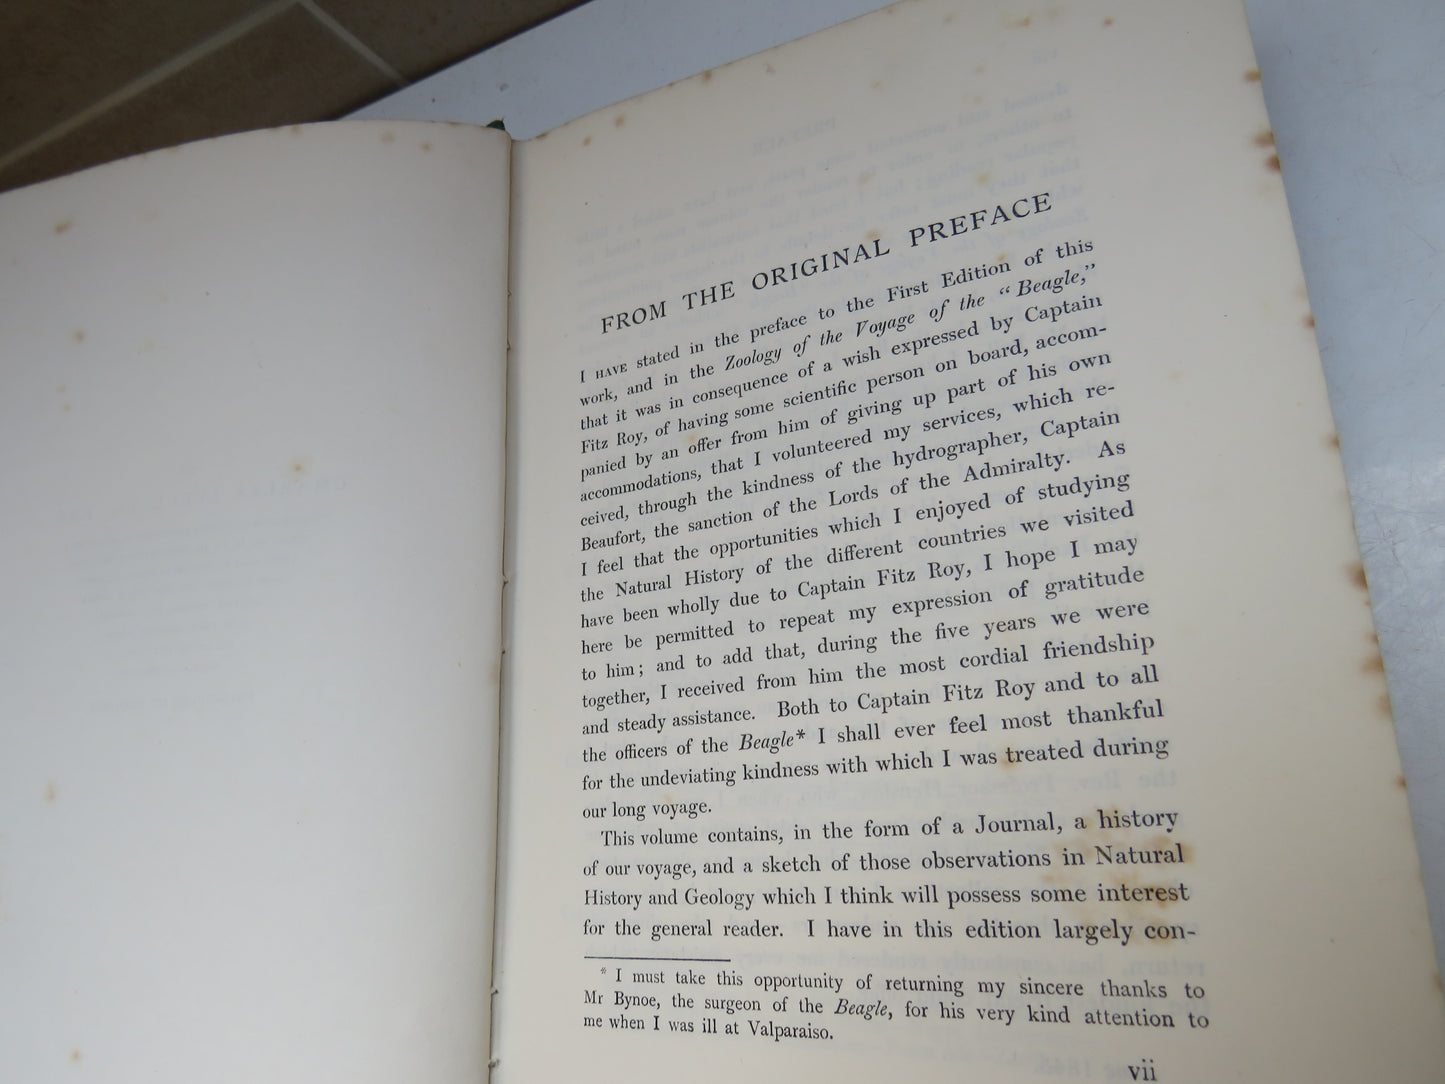 FROM THE ORIGINAL PREFACE
I HAVE stated in the preface to the First Edition of this
work, and in the Zoology of the Voyage of the “Beagle,”
that it was in consequence of a wish expressed by Captain
Fitz Roy, of having some scientific person on board, accom-
panied by an offer from him of giving up part of his own
accommodations, that I volunteered my services, which re-
ceived, through the kindness of the hydrographer, Captain
Beaufort, the sanction of the Lords of the Admiralty. As
I feel that the opportunities which I enjoyed of studying
the Natural History of the different countries we visited
have been wholly due to Captain Fitz Roy, I hope I may
here be permitted to repeat my expression of gratitude
to him; and to add that, during the five years we were
together, I received from him the most cordial friendship
and steady assistance. Both to Captain Fitz Roy and to all
the officers of the Beagle* I shall ever feel most thankful
for the undeviating kindness with which I was treated during
our long voyage.
This volume contains, in the form of a Journal, a history
of our voyage, and a sketch of those observations in Natural
History and Geology which I think will possess some interest
for the general reader. I have in this edition largely con-
* I must take this opportunity of returning my sincere thanks to
Mr Bynoe, the surgeon of the Beagle, for his very kind attention to
me when I was ill at Valparaiso.
vii